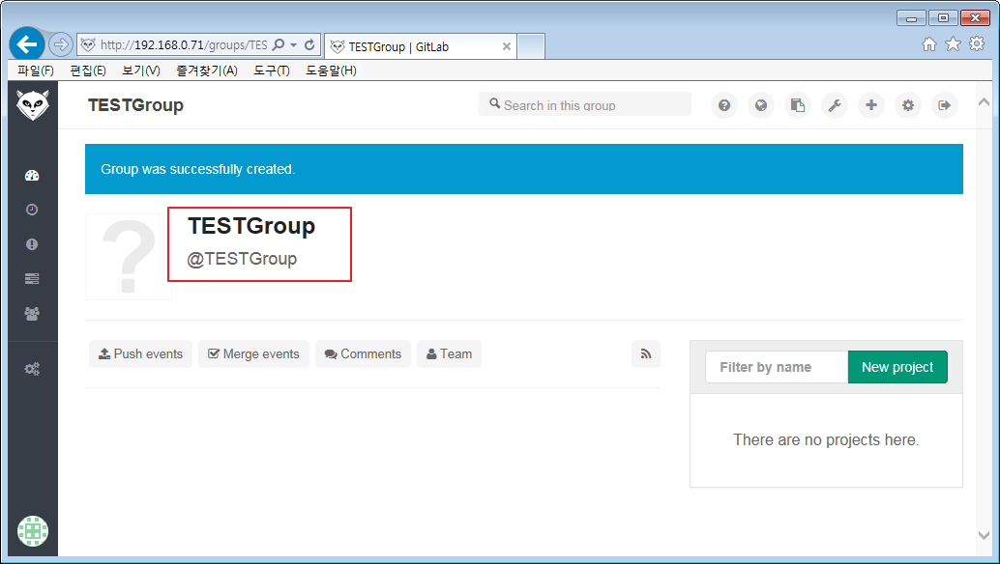 http://192.168.0.71/groups/TES
TESTGroup | GitLab
파일(F) 편집(E) 보기(V) 즐겨찾기(A) 도구(T) 도움말(H)
TESTGroup
Search in this group
Group was successfully created.
TESTGroup
@TESTGroup
Push events Merge events Comments Team
Filter by name New project
There are no projects here.